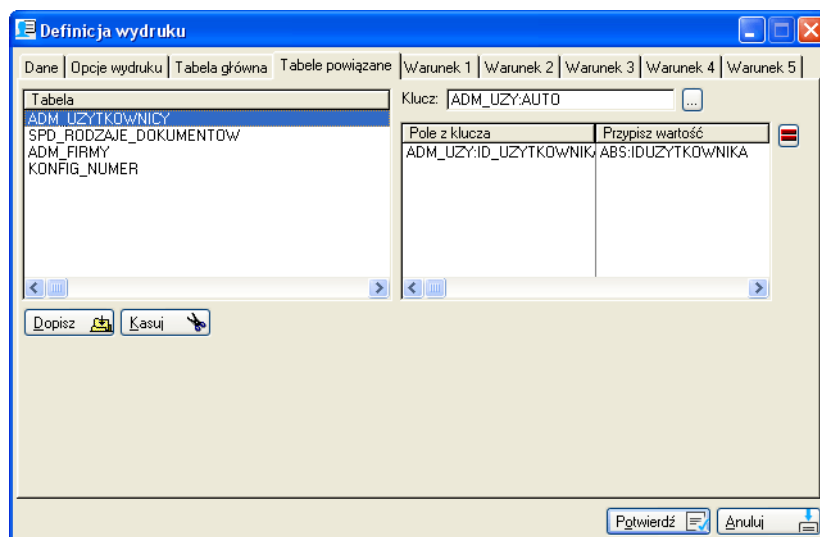 Definicja wydruku
Dane Opcje wydruku Tabela główna Tabele powiązane Warunek 1 Warunek 2 Warunek 3 Warunek 4 Warunek 5
Tabela
ADM_UZYTKOWNICY
SPD_RODZAJE_DOKUMENTOW
ADM_FIRMY
KONFIG_NUMER
Klucz: ADM_UZY:AUTO ...
Pole z klucza Przypisz wartość
ADM_UZY:ID_UZYTKOWNIKA ABS:IDUZYTKOWNIKA
Dopisz Kasuj
Potwierdź Anuluj